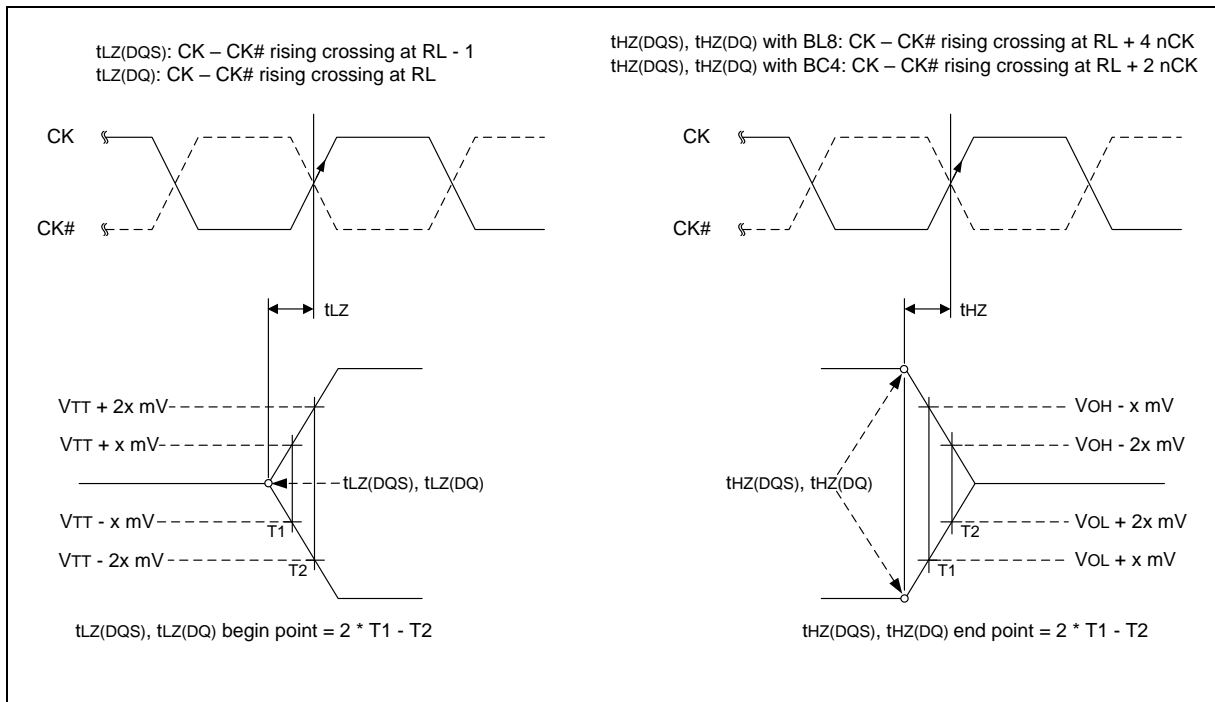 tLZ(DQS): CK – CK# rising crossing at RL - 1
tLZ(DQ): CK – CK# rising crossing at RL
CK
CK#
tLZ
VTT + 2x mV
VTT + x mV
tLZ(DQS), tLZ(DQ)
VTT - x mV
T1
VTT - 2x mV
T2
tLZ(DQS), tLZ(DQ) begin point = 2 * T1 - T2
tHZ(DQS), tHZ(DQ) with BL8: CK – CK# rising crossing at RL + 4 nCK
tHZ(DQS), tHZ(DQ) with BC4: CK – CK# rising crossing at RL + 2 nCK
CK
CK#
tHZ
VOH - x mV
VOH - 2x mV
tHZ(DQS), tHZ(DQ)
VOL + 2x mV
T2
VOL + x mV
T1
tHZ(DQS), tHZ(DQ) end point = 2 * T1 - T2